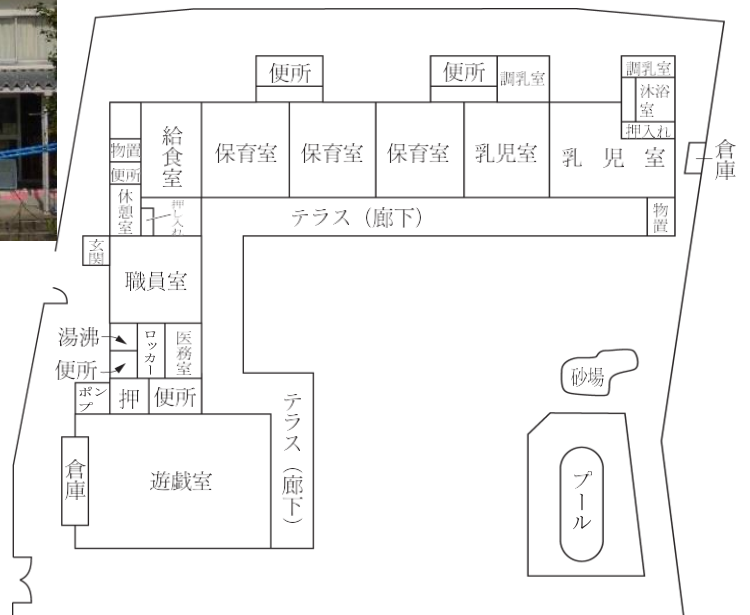 便所
便所
調乳室
調乳室
沐浴室
押入れ
倉庫
物置
便所
休憩室
給食室
保育室
保育室
保育室
乳児室
乳児室
押し入れ
テラス（廊下）
物置
玄関
職員室
湯沸
便所
ロッカー
医務室
ポンプ
押
便所
倉庫
遊戯室
テラス（廊下）
砂場
プール